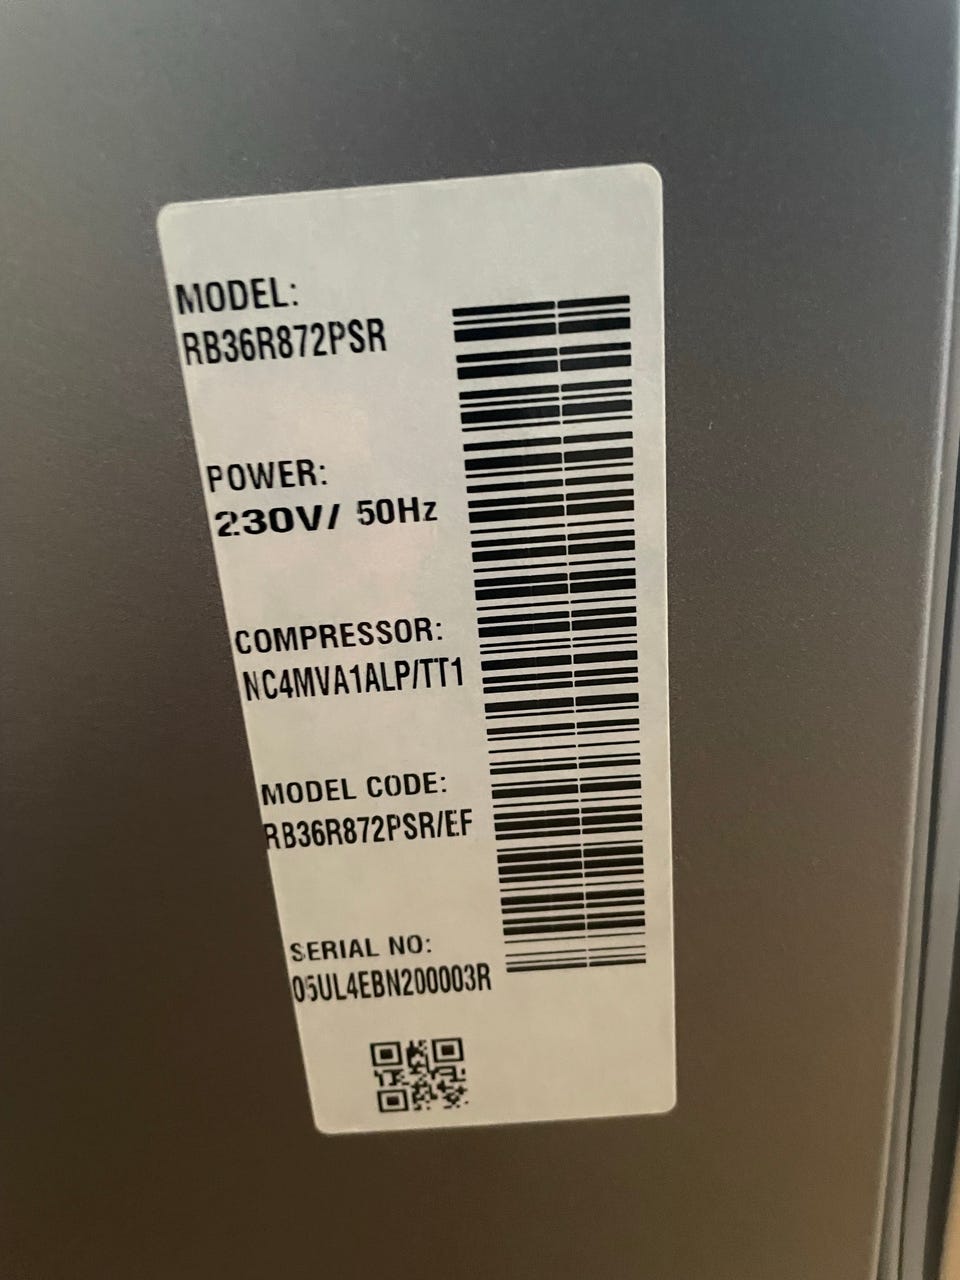 MODEL:
RB36R872PSR
POWER:
230V/ 50Hz
COMPRESSOR:
NC4MVA1ALP/TT1
MODEL CODE:
RB36R872PSR/EF
SERIAL NO:
05UL4EBN200003R